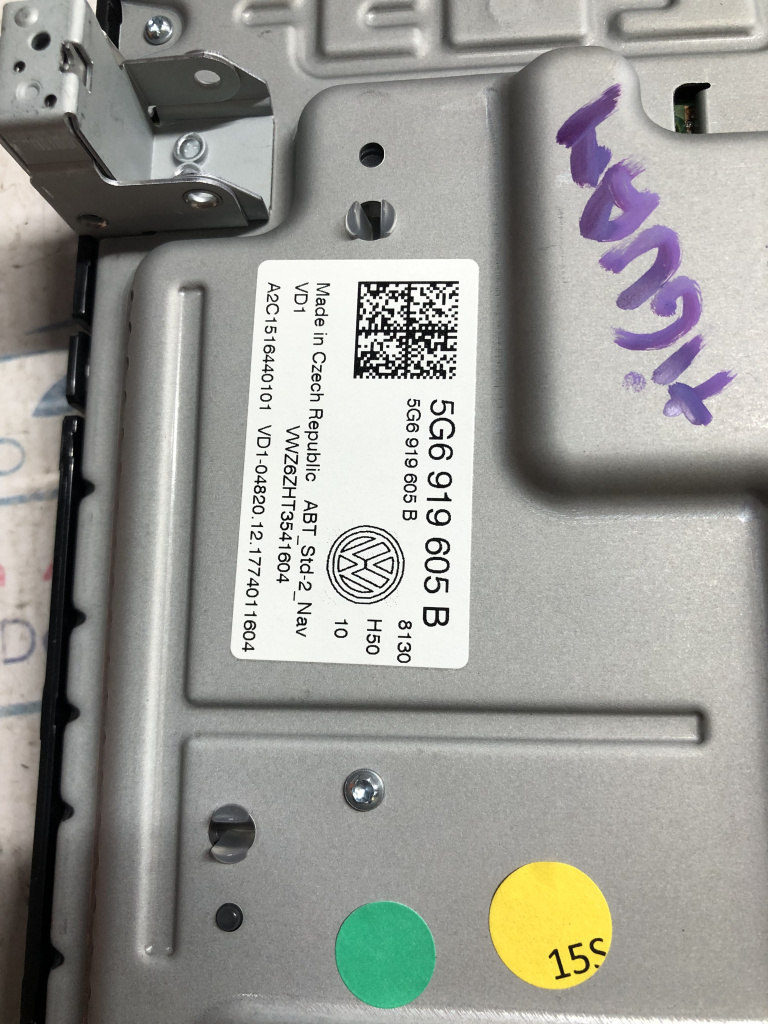 5G6 919 605 B
5G6 919 605 B
8130
H50
10
Made in Czech Republic ABT_Std-2_Nav
VD1 VWZ6ZHT3541604
A2C1516440101 VD1-04820.12.1774011604
15S